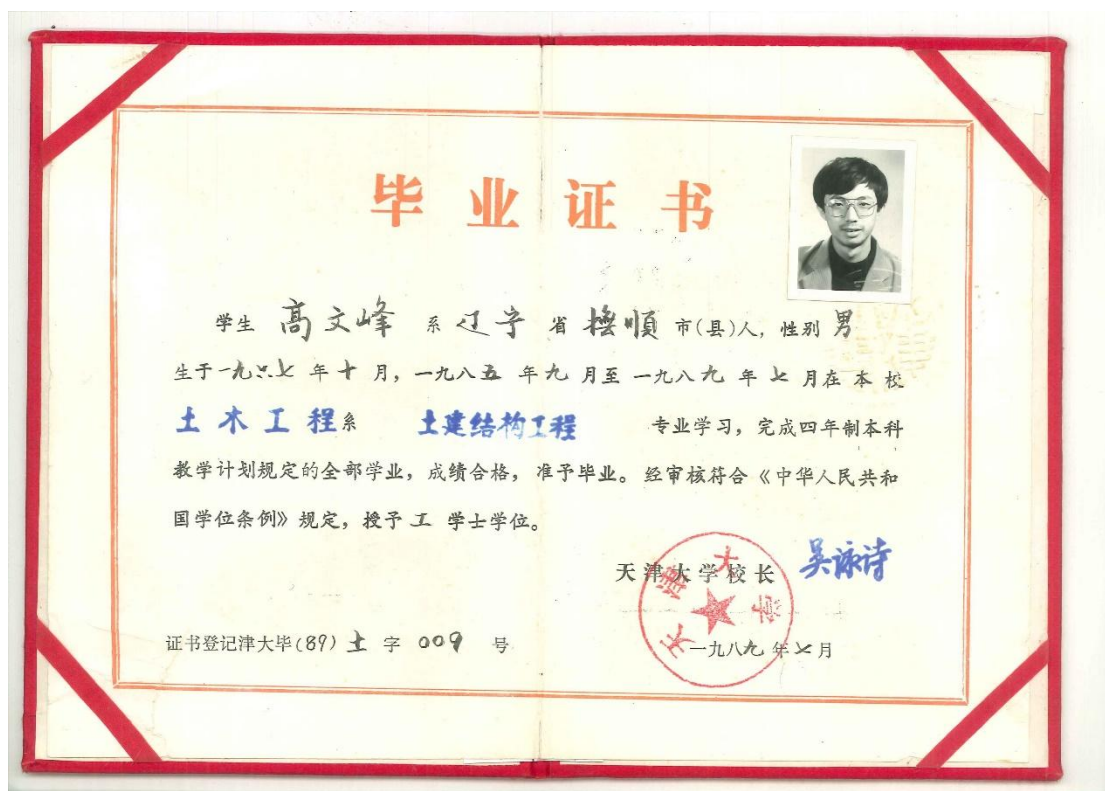 毕业证书
学生 高文峰 系 辽宁 省 撫順 市(县)人，性别 男
生于一九六七 年 十 月，一九八五 年 九 月至 一九八九 年 七 月在 本 校
土木工程系 土建结构工程 专业学习，完成四年制本科
教学计划规定的全部学业，成绩合格，准予毕业。经审核符合《中华人民共和
国学位条例》规定，授予 工 学士学位。
天津大学校长 吴咏诗
天津大学
证书登记津大毕(89) 土 字 009 号
一九八九 年 七 月